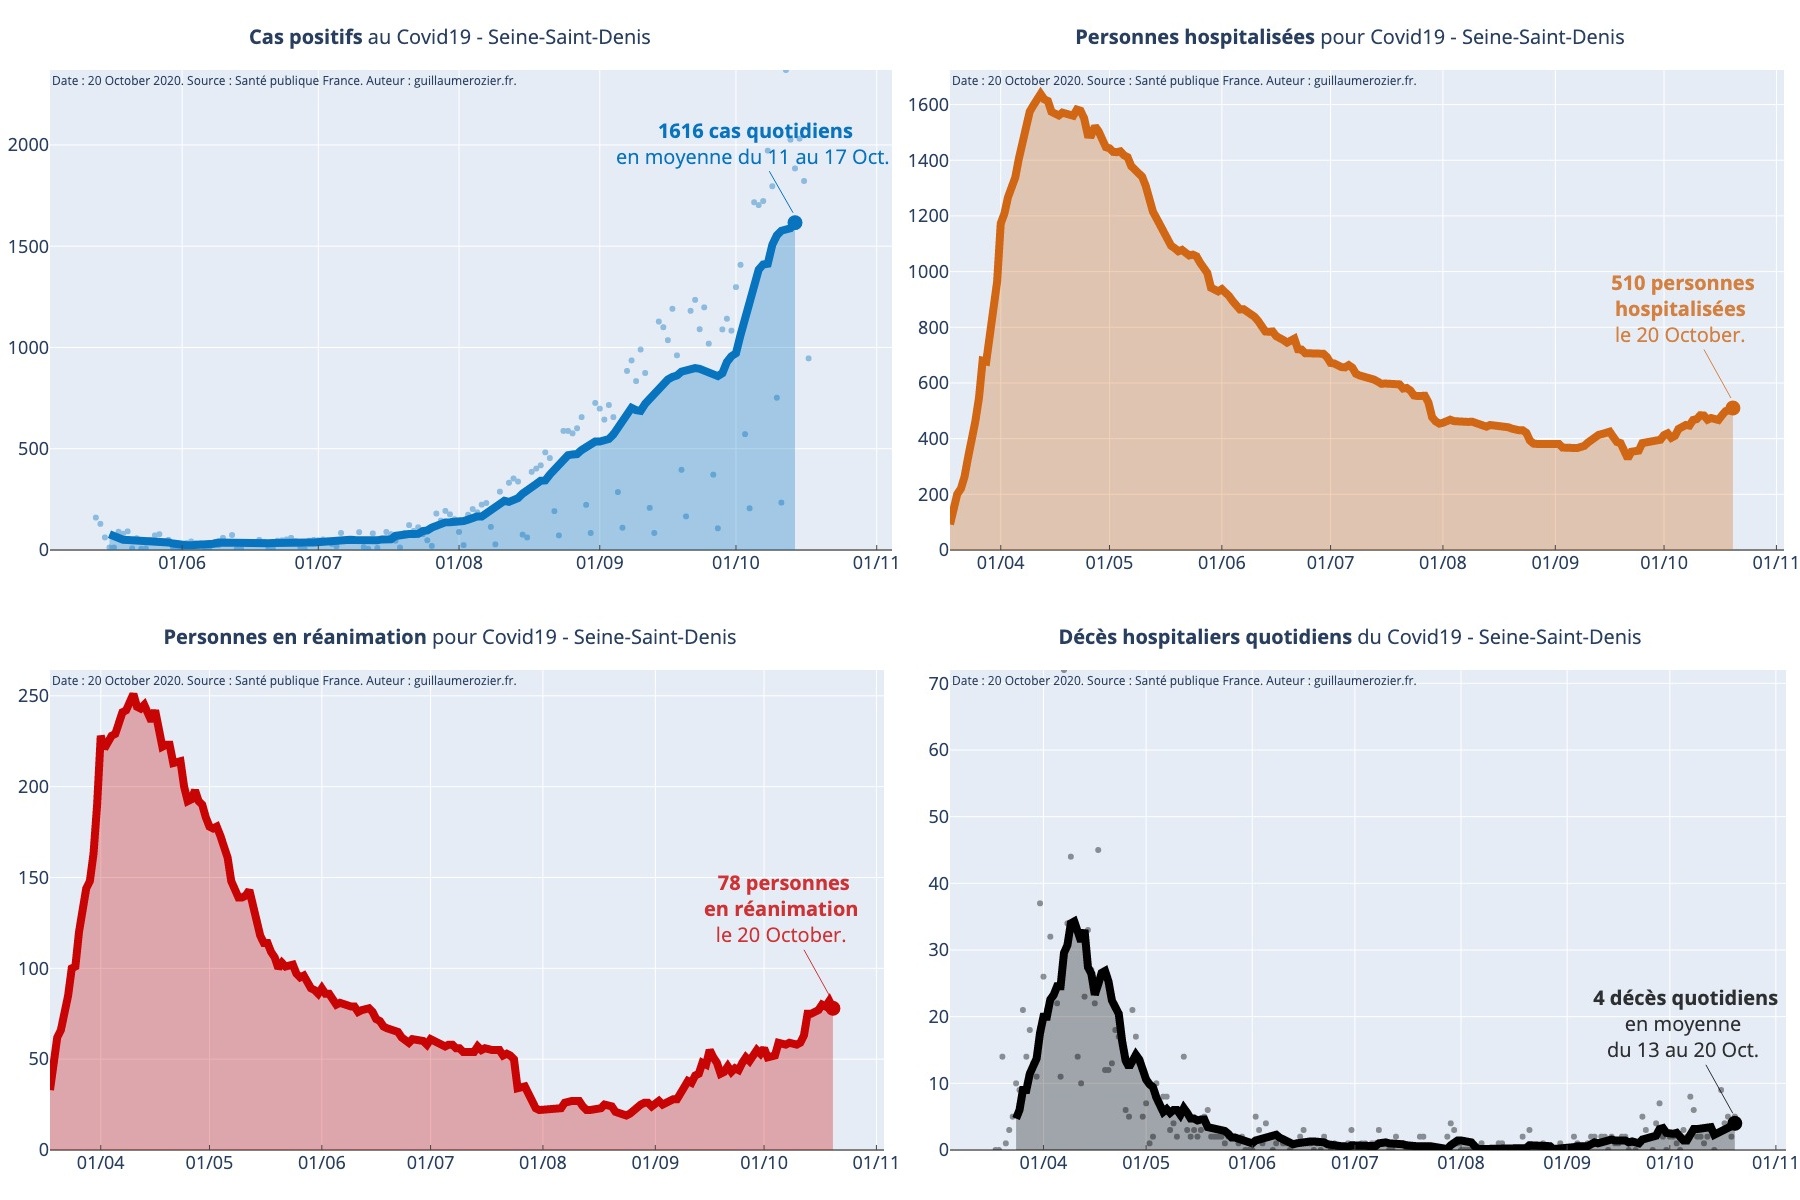 Cas positifs au Covid19 - Seine-Saint-Denis
Date : 20 October 2020. Source : Santé publique France. Auteur : guillaumerozier.fr.
1616 cas quotidiens
en moyenne du 11 au 17 Oct.
2000
1500
1000
500
0
01/06 01/07 01/08 01/09 01/10 01/11
Personnes hospitalisées pour Covid19 - Seine-Saint-Denis
Date : 20 October 2020. Source : Santé publique France. Auteur : guillaumerozier.fr.
1600
1400
1200
1000
800
600
400
200
0
510 personnes
hospitalisées
le 20 October.
01/04 01/05 01/06 01/07 01/08 01/09 01/10 01/11
Personnes en réanimation pour Covid19 - Seine-Saint-Denis
Date : 20 October 2020. Source : Santé publique France. Auteur : guillaumerozier.fr.
250
200
150
100
50
0
78 personnes
en réanimation
le 20 October.
01/04 01/05 01/06 01/07 01/08 01/09 01/10 01/11
Décès hospitaliers quotidiens du Covid19 - Seine-Saint-Denis
Date : 20 October 2020. Source : Santé publique France. Auteur : guillaumerozier.fr.
70
60
50
40
30
20
10
0
4 décès quotidiens
en moyenne
du 13 au 20 Oct.
01/04 01/05 01/06 01/07 01/08 01/09 01/10 01/11